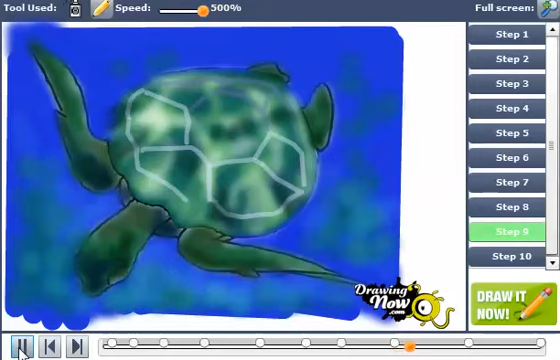 Tool Used:
Speed:
500%
Full screen:
Step 1
Step 2
Step 3
Step 4
Step 5
Step 6
Step 7
Step 8
Step 9
Step 10
Drawing
Now.com
DRAW IT
NOW!